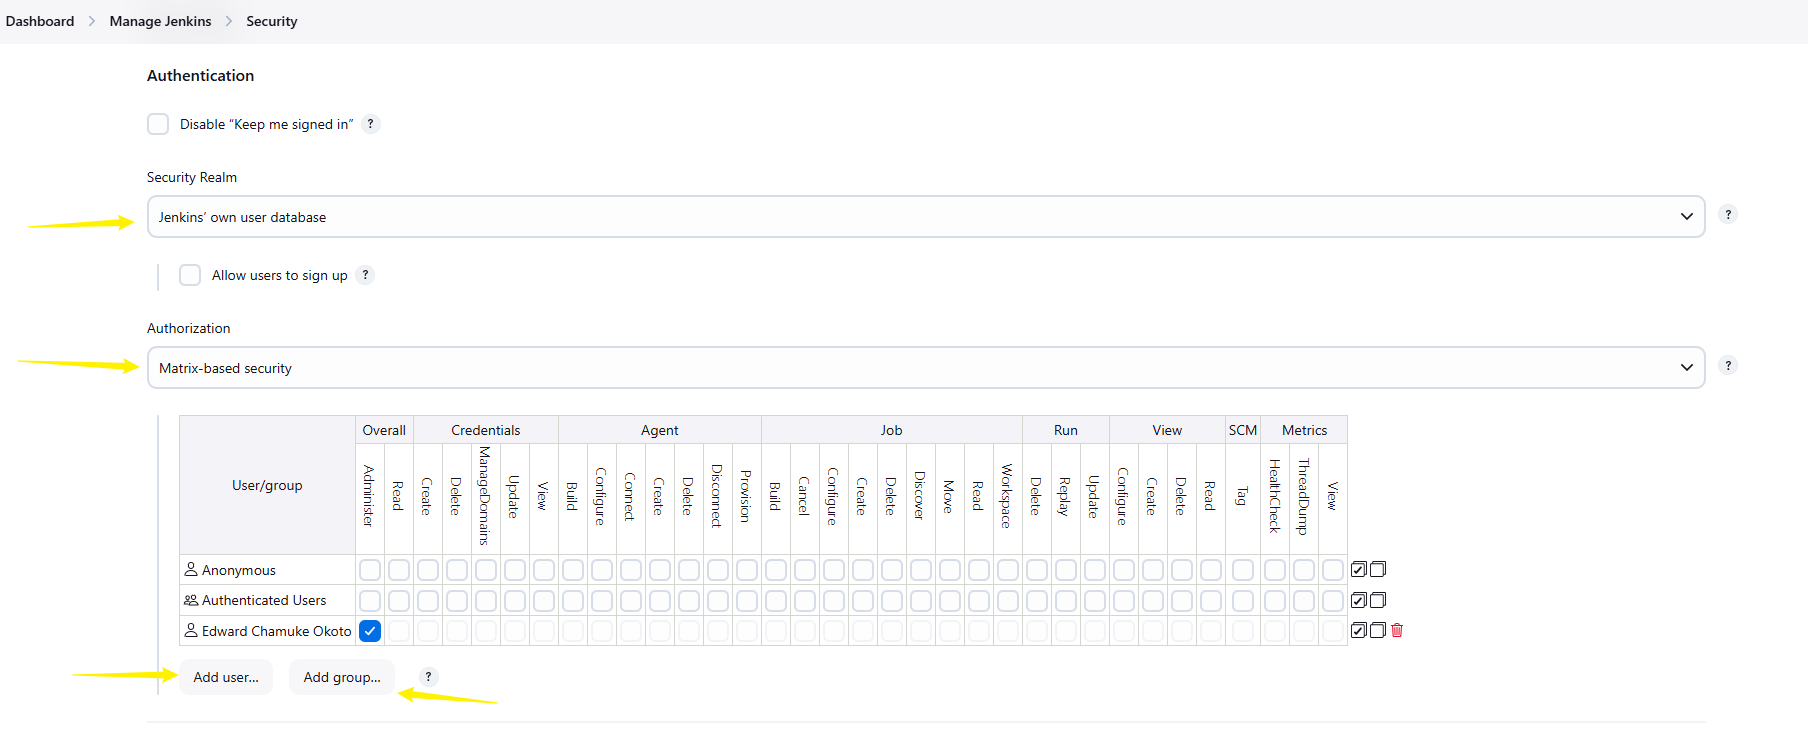 Dashboard > Manage Jenkins > Security
Authentication
Disable “Keep me signed in” ?
Security Realm
Jenkins’ own user database ?
Allow users to sign up ?
Authorization
Matrix-based security ?
User/group Overall Credentials Agent Job Run View SCM Metrics
Administer Read Create Delete ManageDomains Update View Build Configure Connect Create Delete Disconnect Provision Build Cancel Configure Create Delete Discover Move Read Workspace Delete Replay Update Configure Create Delete Read Tag HealthCheck ThreadDump View
Anonymous
Authenticated Users
Edward Chamuke Okoto
Add user... Add group... ?